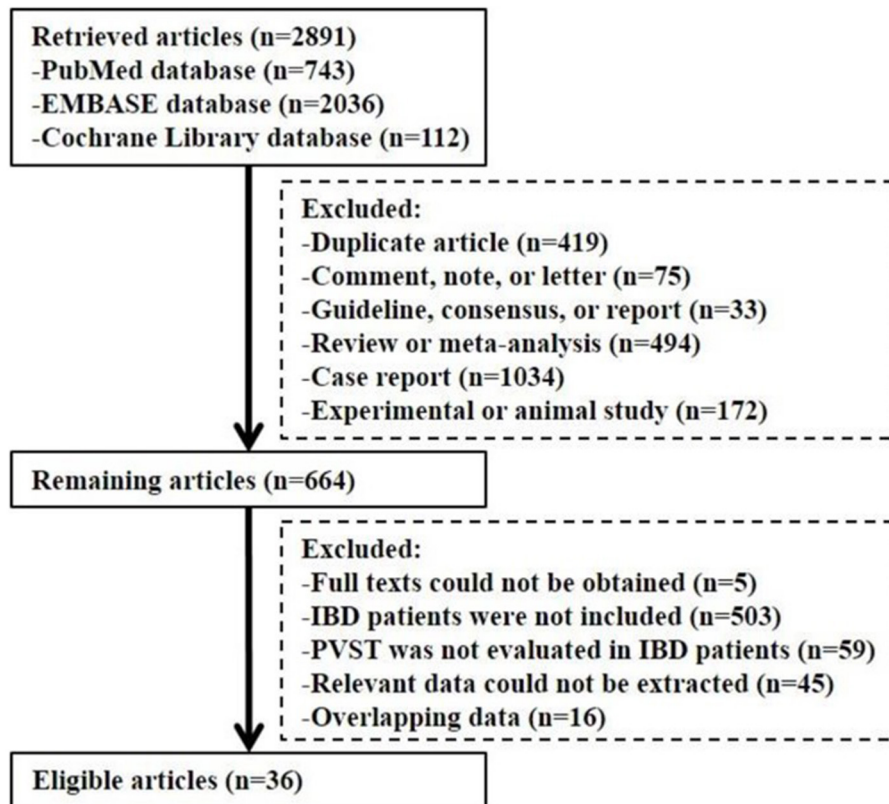 Retrieved articles (n=2891)
-PubMed database (n=743)
-EMBASE database (n=2036)
-Cochrane Library database (n=112)
Excluded:
-Duplicate article (n=419)
-Comment, note, or letter (n=75)
-Guideline, consensus, or report (n=33)
-Review or meta-analysis (n=494)
-Case report (n=1034)
-Experimental or animal study (n=172)
Remaining articles (n=664)
Excluded:
-Full texts could not be obtained (n=5)
-IBD patients were not included (n=503)
-PVST was not evaluated in IBD patients (n=59)
-Relevant data could not be extracted (n=45)
-Overlapping data (n=16)
Eligible articles (n=36)